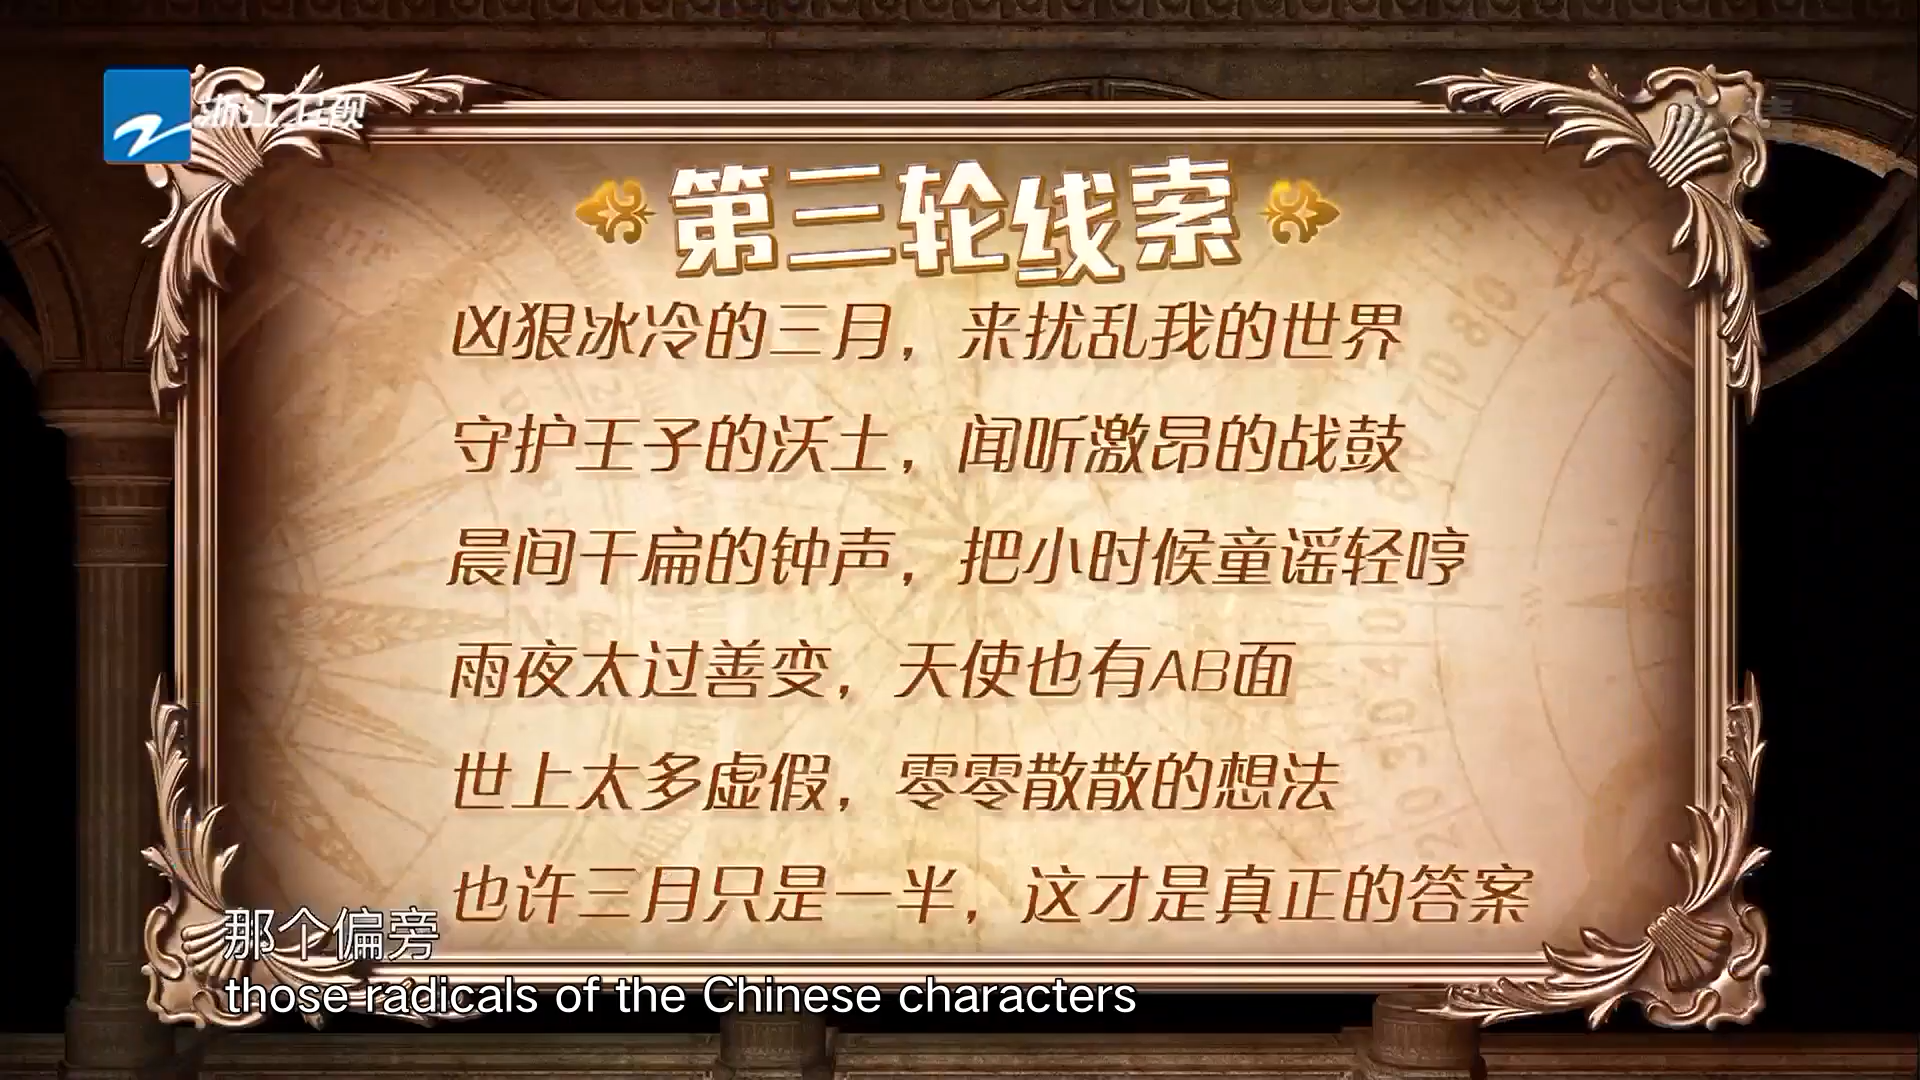 浙江卫视
第三轮线索
凶狠冰冷的三月，来扰乱我的世界
守护王子的沃土，闻听激昂的战鼓
晨间干扁的钟声，把小时候童谣轻哼
雨夜太过善变，天使也有AB面
世上太多虚假，零零散散的想法
也许三月只是一半，这才是真正的答案
那个偏旁
those radicals of the Chinese characters